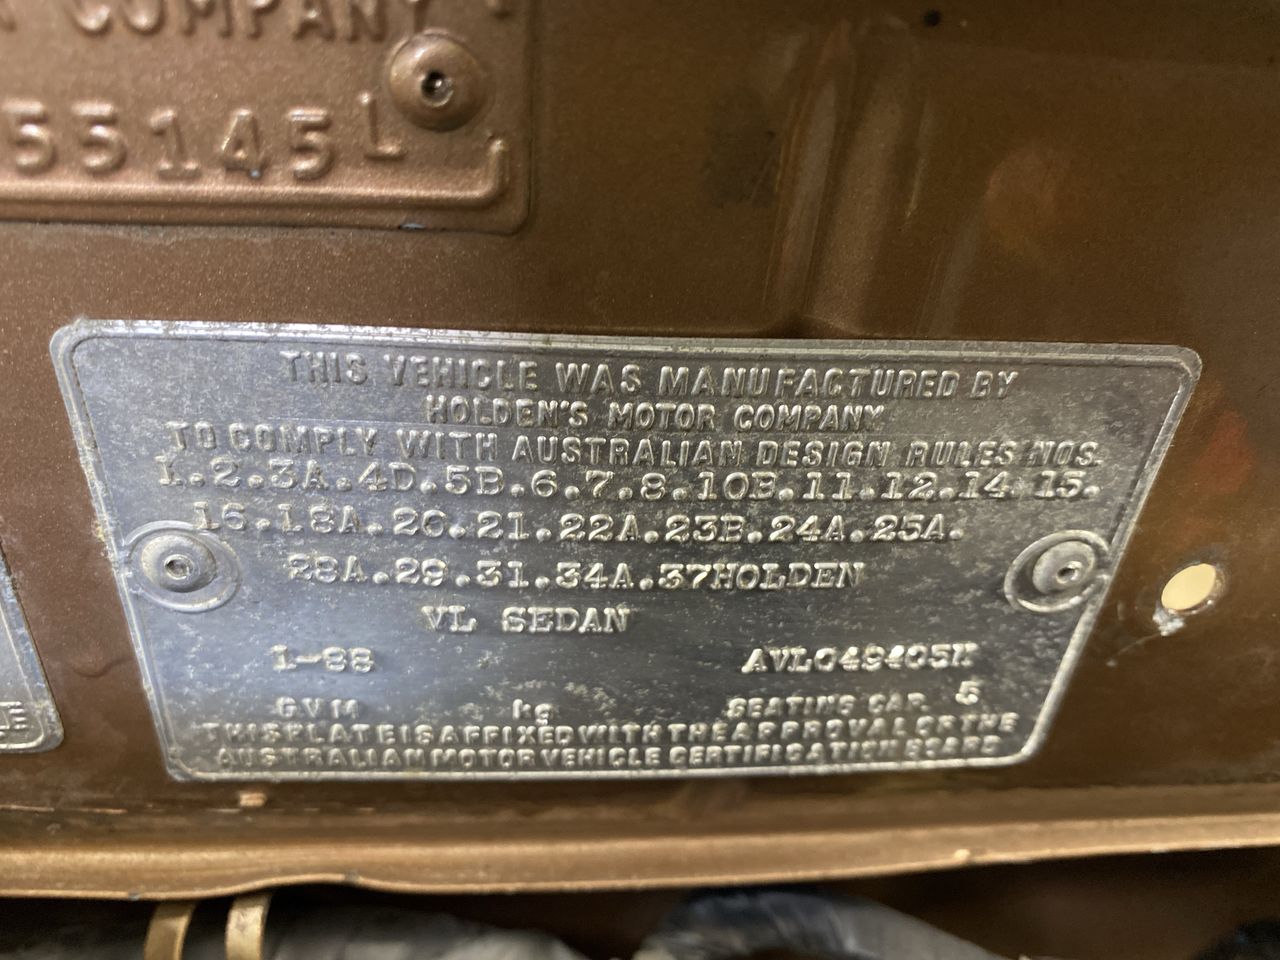 COMPANY
55145L
THIS VEHICLE WAS MANUFACTURED BY
HOLDEN'S MOTOR COMPANY
TO COMPLY WITH AUSTRALIAN DESIGN RULES NOS.
1.2.3A.4D.5B.6.7.8.10B.11.12.14 15.
16.18A.20.21.22A.23B.24A.25A.
28A.29.31.34A.37HOLDEN
VL SEDAN
1-88 AVL049405K
GVM kg SEATING CAP. 5
THIS PLATE IS AFFIXED WITH THE APPROVAL OF THE
AUSTRALIAN MOTOR VEHICLE CERTIFICATION BOARD